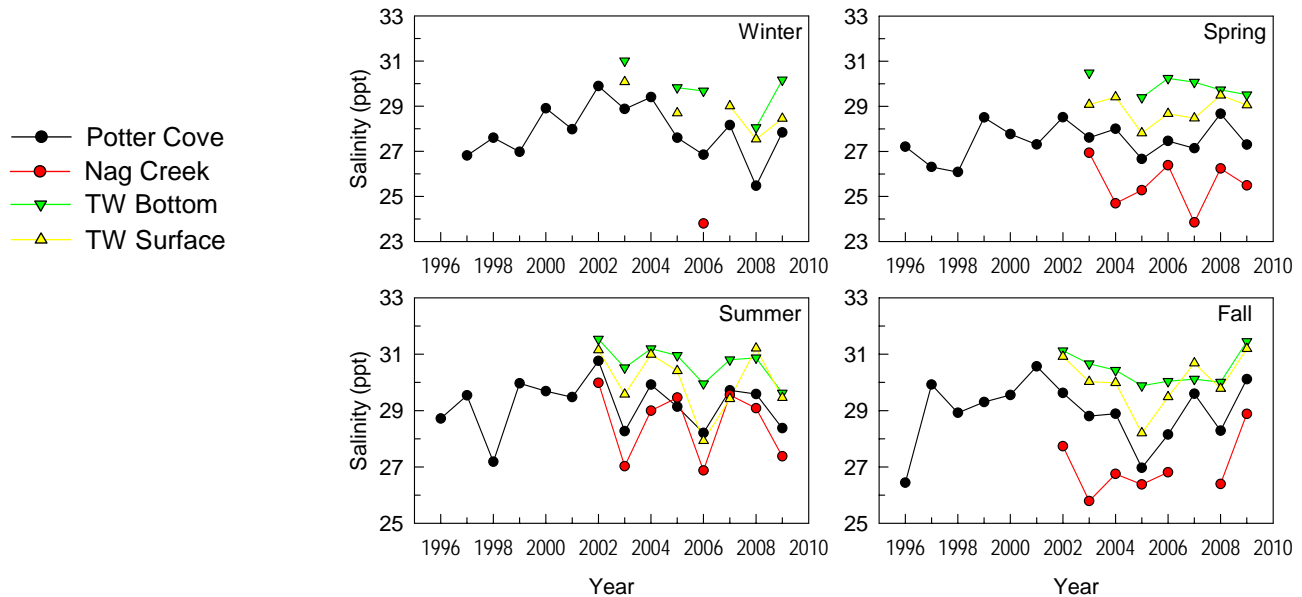 Potter Cove
Nag Creek
TW Bottom
TW Surface
Winter
Salinity (ppt)
33
31
29
27
25
23
1996 1998 2000 2002 2004 2006 2008 2010
Spring
33
31
29
27
25
23
1996 1998 2000 2002 2004 2006 2008 2010
Summer
Salinity (ppt)
33
31
29
27
25
1996 1998 2000 2002 2004 2006 2008 2010
Year
Fall
33
31
29
27
25
1996 1998 2000 2002 2004 2006 2008 2010
Year